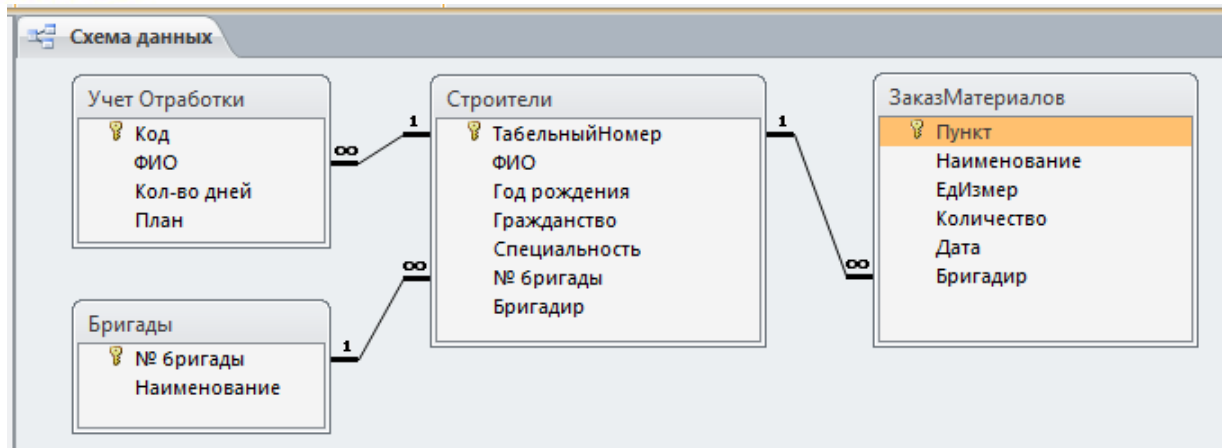 Схема данных
Учет Отработки
Код
ФИО
Кол-во дней
План
Строители
ТабельныйНомер
ФИО
Год рождения
Гражданство
Специальность
№ бригады
Бригадир
ЗаказМатериалов
Пункт
Наименование
ЕдИзмер
Количество
Дата
Бригадир
Бригады
№ бригады
Наименование
1
∞
∞
1
1
∞